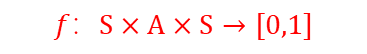 f: S × A × S → [0,1]